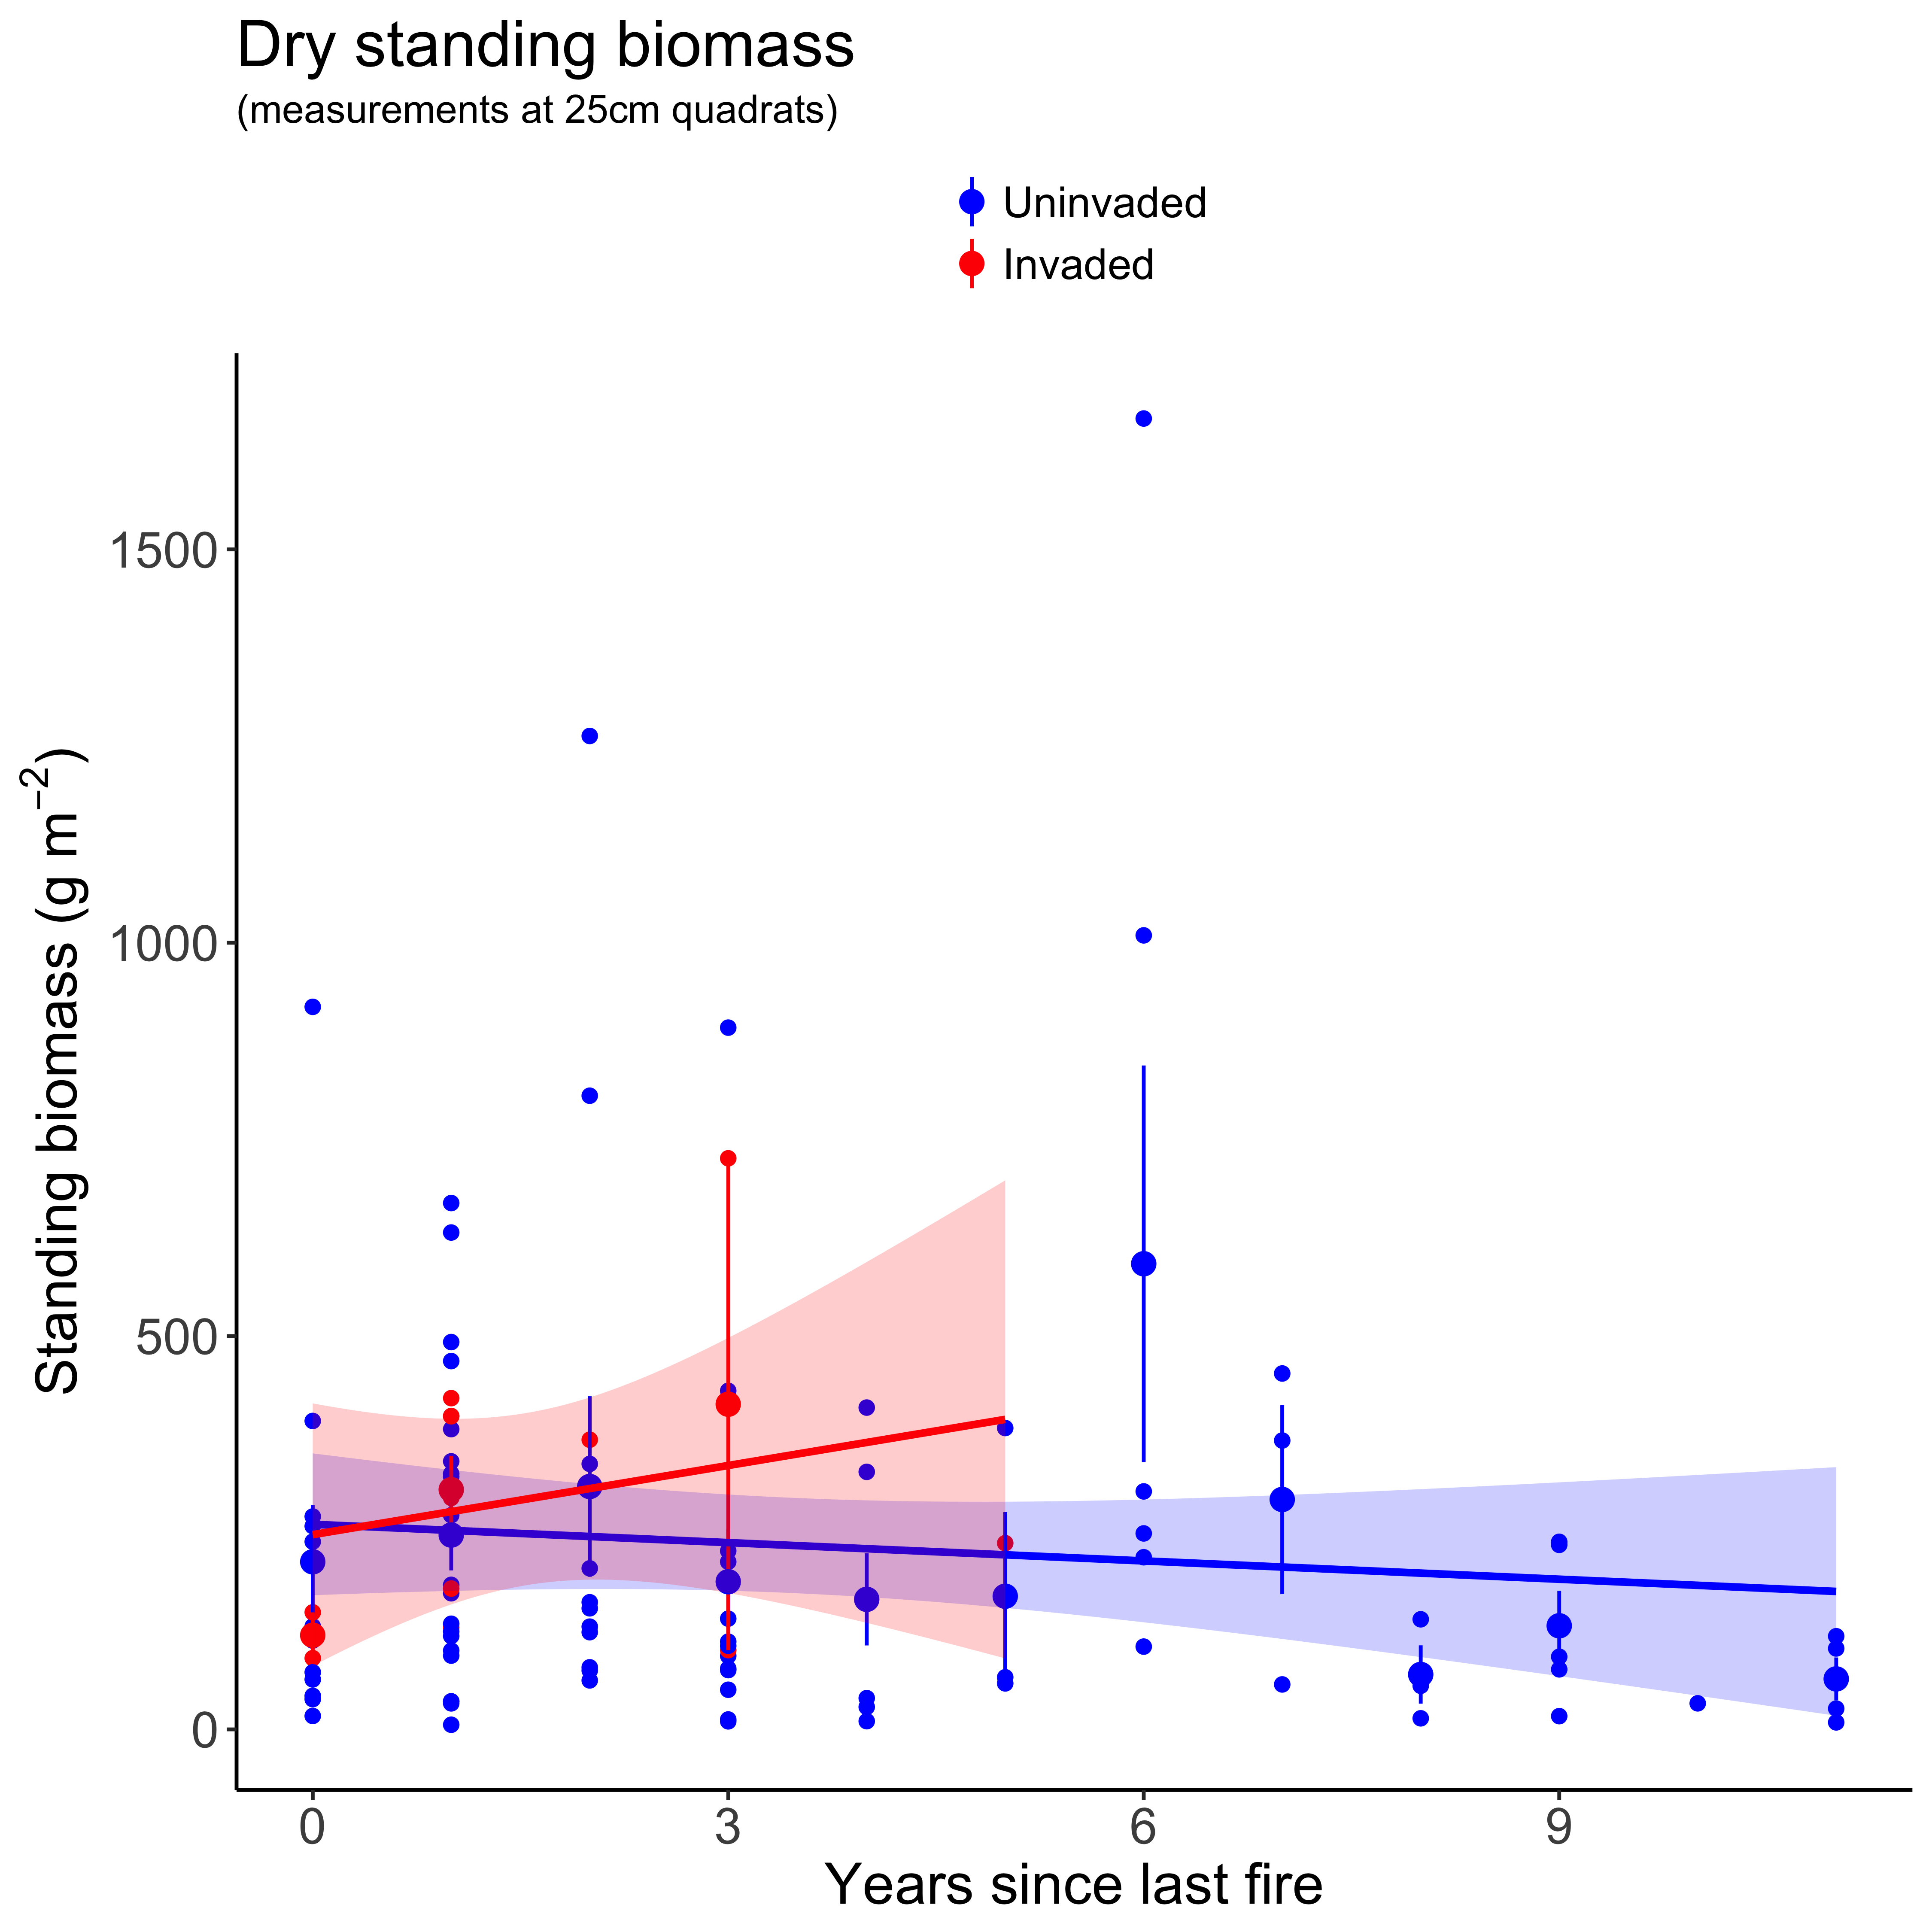 Dry standing biomass
(measurements at 25cm quadrats)
Uninvaded
Invaded
Standing biomass (g m⁻²)
1500
1000
500
0
0 3 6 9
Years since last fire